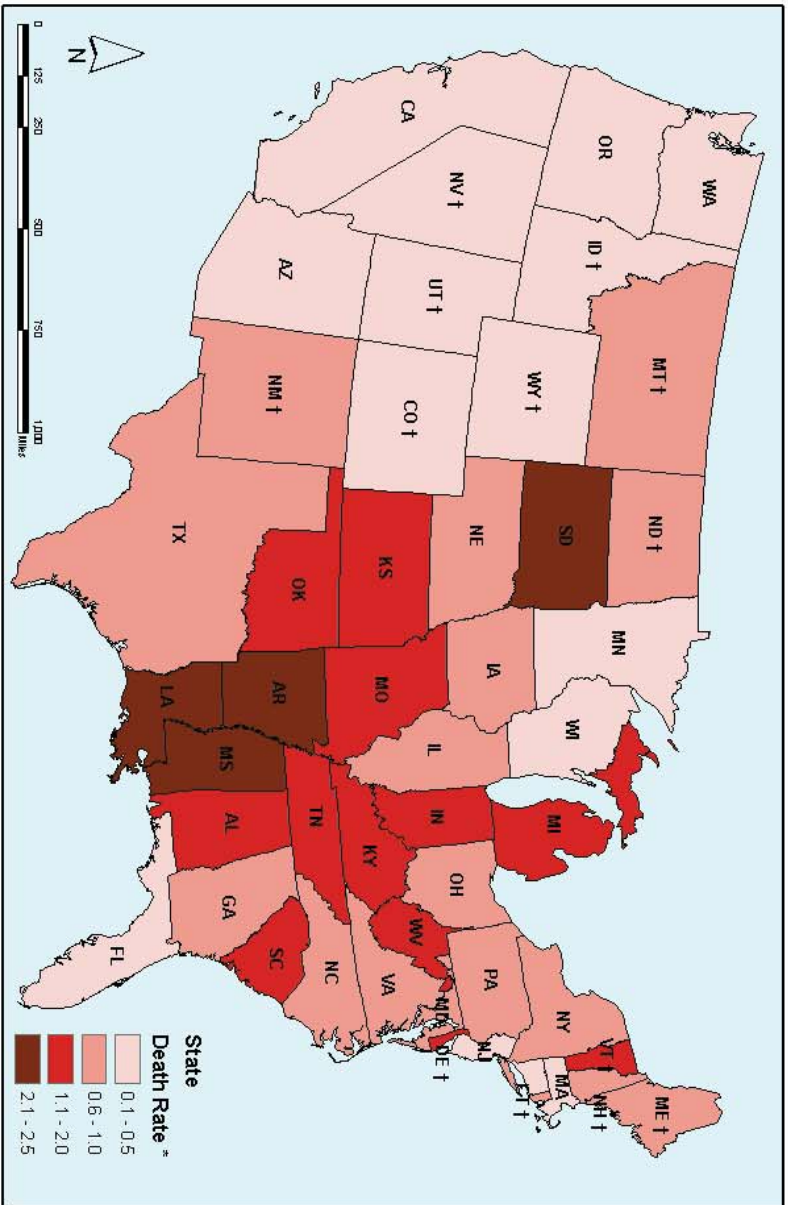 WA
OR
CA
NV †
ID †
UT †
AZ
MT †
WY †
CO †
NM †
ND †
SD
NE
KS
OK
TX
MN
IA
MO
AR
LA
WI
IL
MS
MI
IN
KY
TN
AL
OH
WV
GA
FL
SC
NC
VA
PA
NY
MD
DE †
NJ
CT †
MA
VT †
NH †
ME †
N
0 125 250 500 750 1,000
Miles
State
Death Rate *
0.1 - 0.5
0.6 - 1.0
1.1 - 2.0
2.1 - 2.5